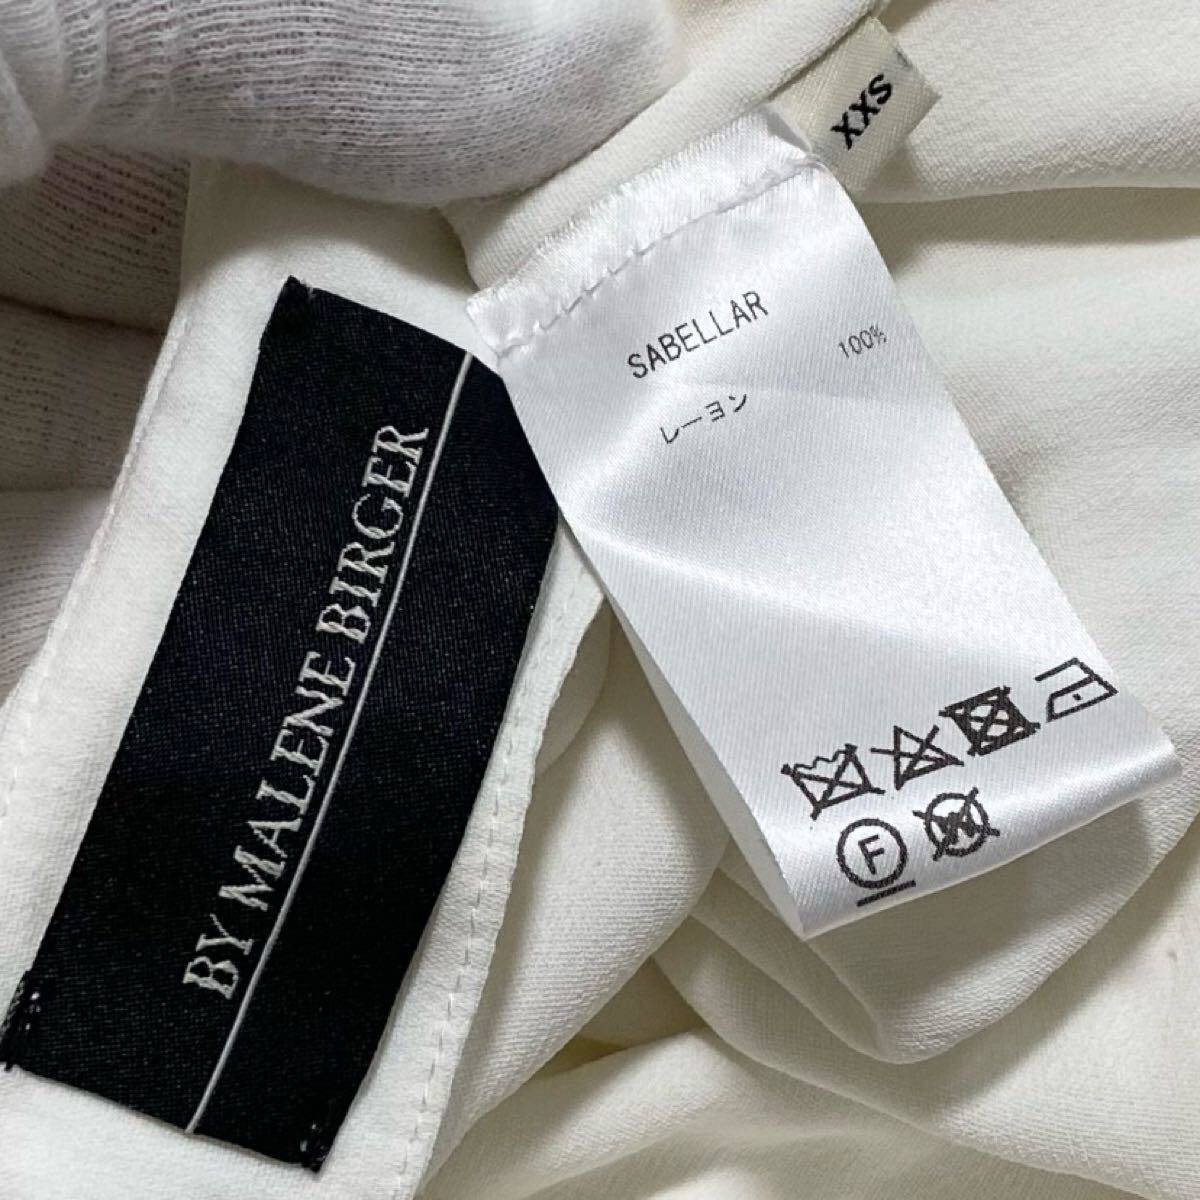 XXS
SABELLAR
レーヨン 100%
F
W
BY MALENE BIRGER